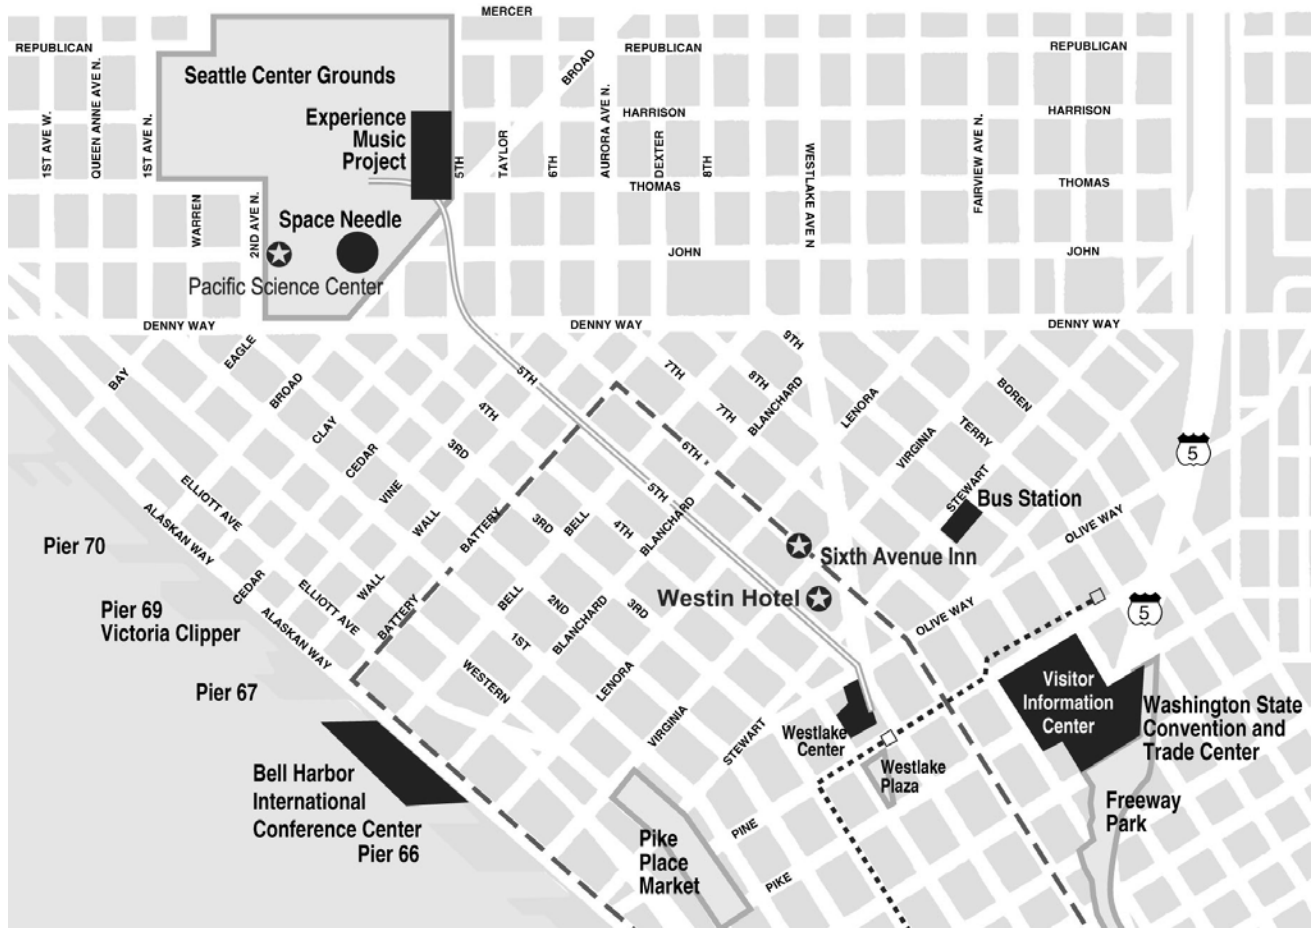 MERCER
REPUBLICAN
REPUBLICAN
REPUBLICAN
BROAD
QUEEN ANNE AVE N.
Seattle Center Grounds
Experience
Music
Project
HARRISON
HARRISON
1ST AVE W.
1ST AVE N.
5TH
TAYLOR
6TH
AURORA AVE N.
DEXTER
8TH
WESTLAKE AVE N
FAIRVIEW AVE N.
THOMAS
THOMAS
WARREN
2ND AVE N.
Space Needle
JOHN
JOHN
Pacific Science Center
DENNY WAY
DENNY WAY
DENNY WAY
9TH
EAGLE
BAY
BROAD
5TH
7TH
8TH
BLANCHARD
7TH
LENORA
BOREN
TERRY
VIRGINIA
CLAY
4TH
3RD
CEDAR
6TH
5
VINE
5TH
STEWART
Bus Station
ELLIOTT AVE
ALASKAN WAY
WALL
BATTERY
3RD
BELL
4TH
BLANCHARD
OLIVE WAY
Pier 70
Sixth Avenue Inn
CEDAR
ELLIOTT AVE
WALL
BATTERY
BELL
2ND
BLANCHARD
3RD
Westin Hotel
OLIVE WAY
5
Pier 69
Victoria Clipper
ALASKAN WAY
1ST
WESTERN
LENORA
Pier 67
VIRGINIA
STEWART
Westlake
Center
Visitor
Information
Center
Washington State
Convention and
Trade Center
Westlake
Plaza
Bell Harbor
International
Conference Center
Pier 66
Freeway
Park
PINE
PIKE
Pike
Place
Market